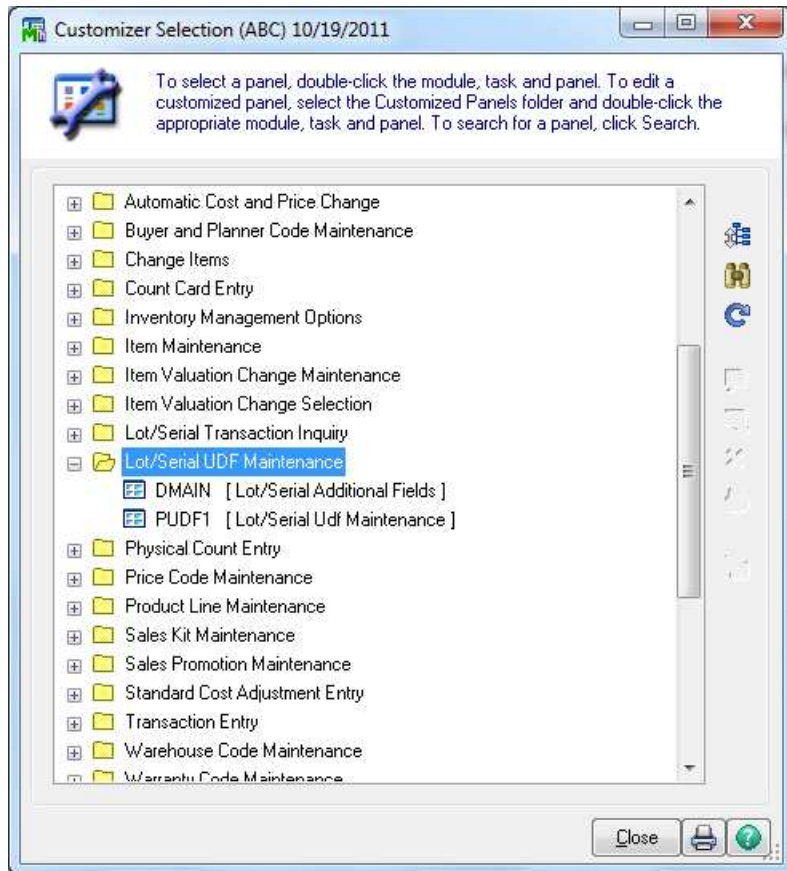 Customizer Selection (ABC) 10/19/2011
To select a panel, double-click the module, task and panel. To edit a
customized panel, select the Customized Panels folder and double-click the
appropriate module, task and panel. To search for a panel, click Search.
Automatic Cost and Price Change
Buyer and Planner Code Maintenance
Change Items
Count Card Entry
Inventory Management Options
Item Maintenance
Item Valuation Change Maintenance
Item Valuation Change Selection
Lot/Serial Transaction Inquiry
Lot/Serial UDF Maintenance
DMAIN [ Lot/Serial Additional Fields ]
PUDF1 [ Lot/Serial Udf Maintenance ]
Physical Count Entry
Price Code Maintenance
Product Line Maintenance
Sales Kit Maintenance
Sales Promotion Maintenance
Standard Cost Adjustment Entry
Transaction Entry
Warehouse Code Maintenance
Warranty Code Maintenance
Close